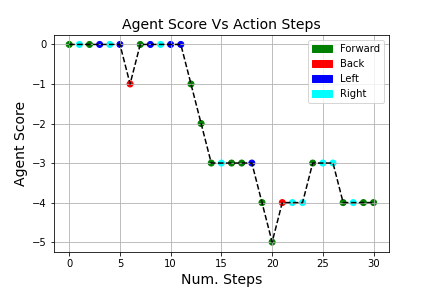 Agent Score Vs Action Steps
Agent Score
0
−1
−2
−3
−4
−5
Forward
Back
Left
Right
0 5 10 15 20 25 30
Num. Steps